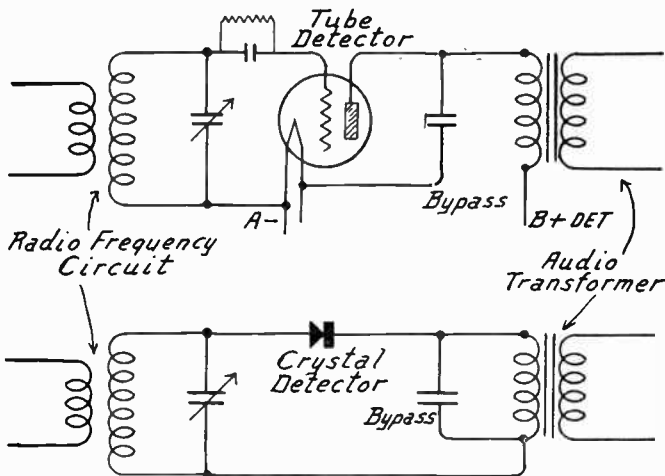 Tube
Detector
A-
Bypass
B+ DET
Radio Frequency
Circuit
Audio
Transformer
Crystal
Detector
Bypass